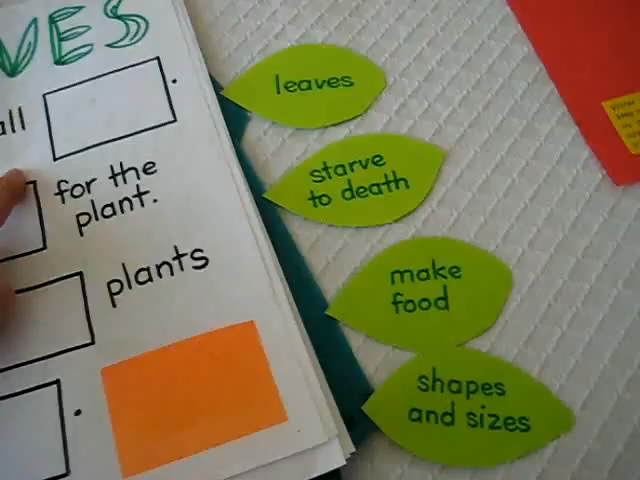 VES
all
for the
plant.
plants
leaves
starve
to death
make
food
shapes
and sizes